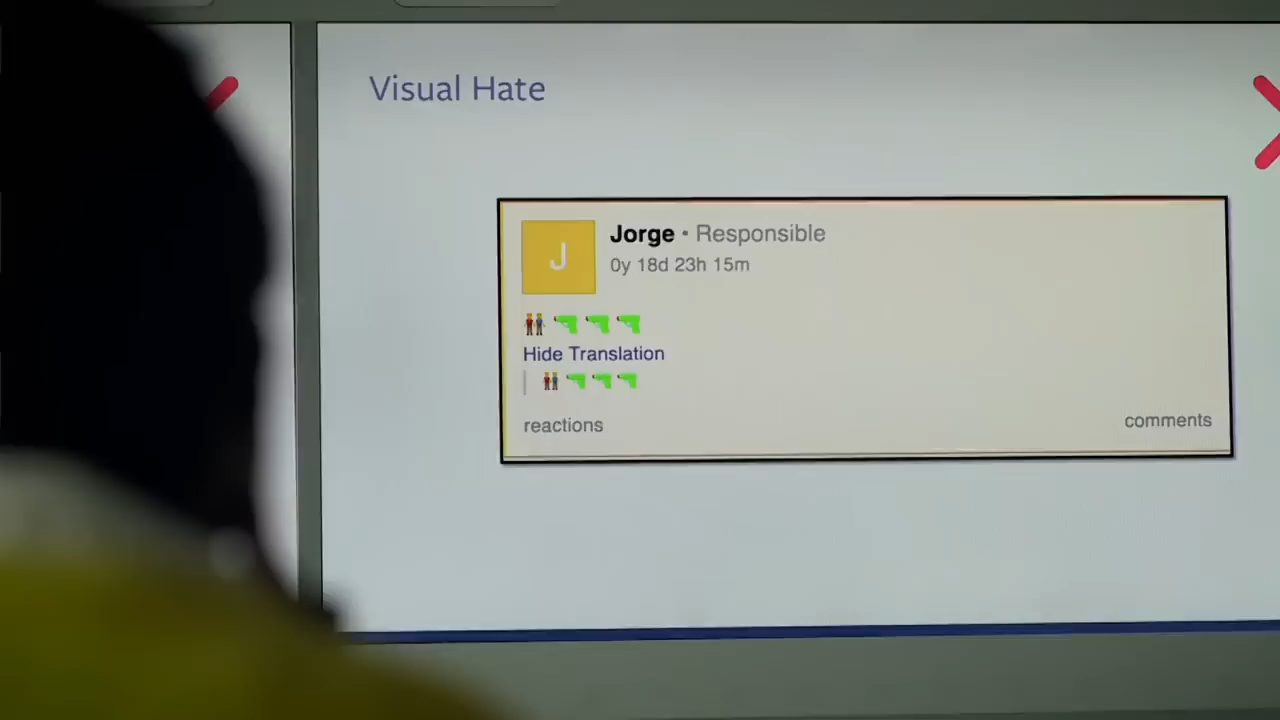 Visual Hate
J
Jorge • Responsible
0y 18d 23h 15m
👬🔫🔫🔫
Hide Translation
👬🔫🔫🔫
reactions
comments